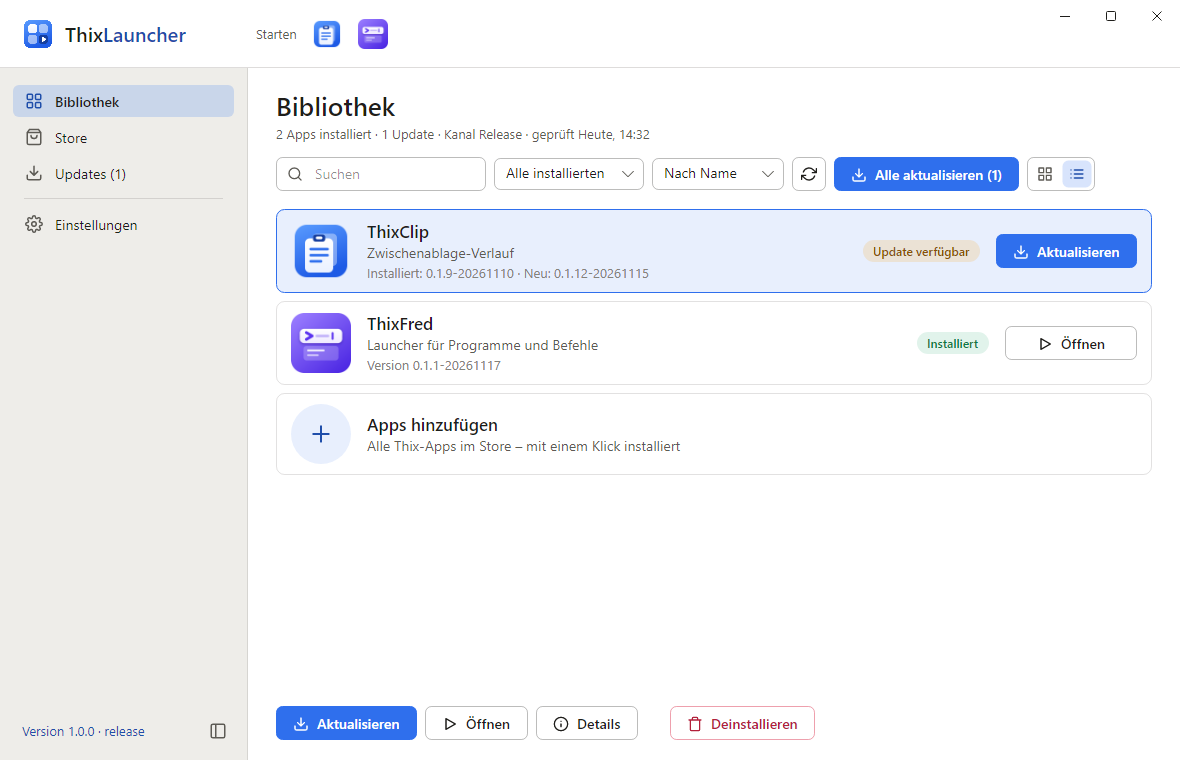 ThixLauncher
Starten
Bibliothek
Store
Updates (1)
Einstellungen
Version 1.0.0 · release
Bibliothek
2 Apps installiert · 1 Update · Kanal Release · geprüft Heute, 14:32
Suchen
Alle installierten
Nach Name
Alle aktualisieren (1)
ThixClip
Zwischenablage-Verlauf
Installiert: 0.1.9-20261110 · Neu: 0.1.12-20261115
Update verfügbar
Aktualisieren
ThixFred
Launcher für Programme und Befehle
Version 0.1.1-20261117
Installiert
Öffnen
Apps hinzufügen
Alle Thix-Apps im Store – mit einem Klick installiert
Aktualisieren
Öffnen
Details
Deinstallieren